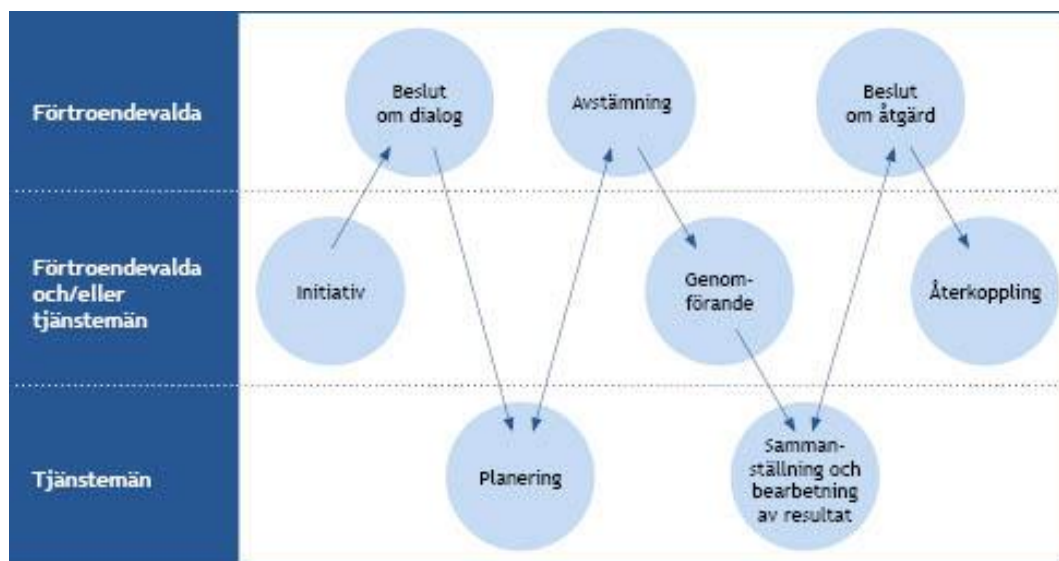 Förtroendevalda
Beslut
om dialog
Avstämning
Beslut
om åtgärd
Förtroendevalda
och/eller
tjänstemän
Initiativ
Genom-
förande
Återkoppling
Tjänstemän
Planering
Samman-
ställning och
bearbetning
av resultat